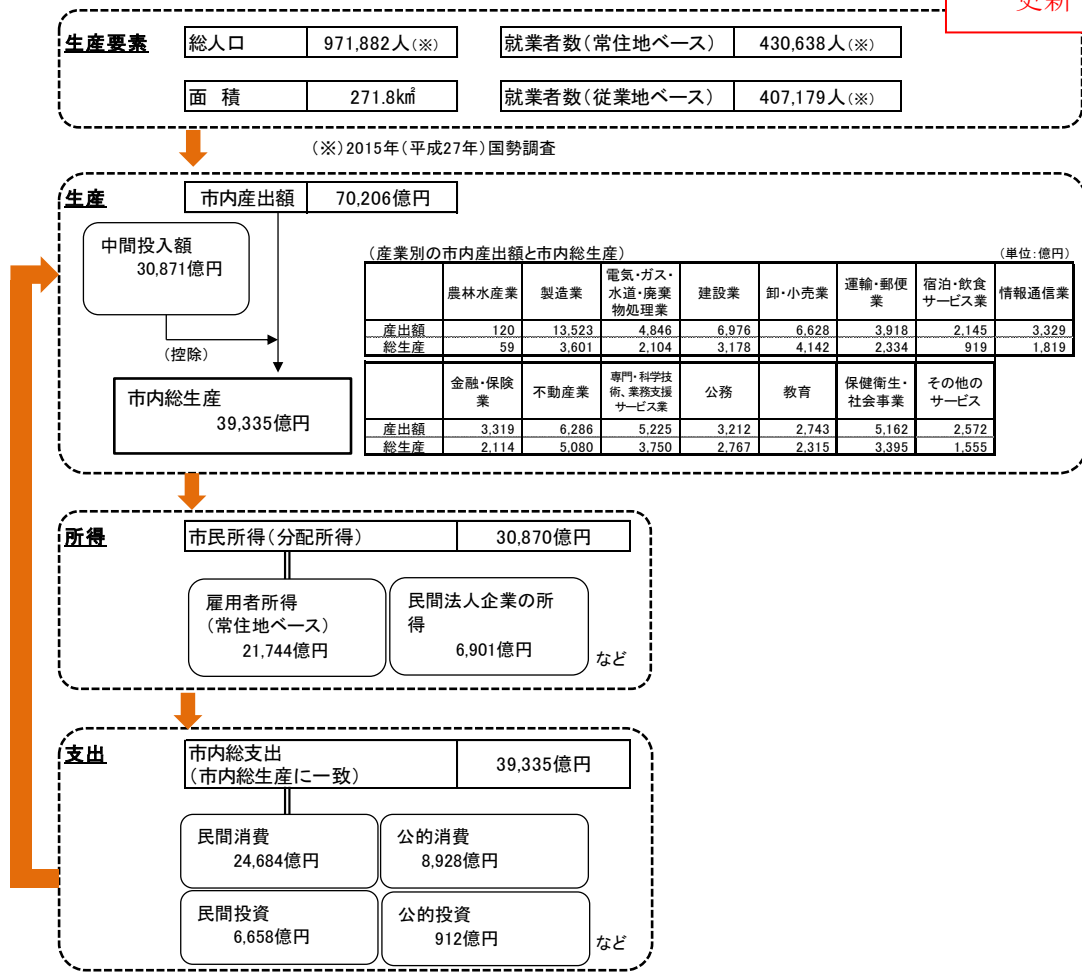 更新
生産要素
総人口 971,882人(※) 就業者数(常住地ベース) 430,638人(※)
面 積 271.8k㎡ 就業者数(従業地ベース) 407,179人(※)
(※)2015年(平成27年)国勢調査
生産
市内産出額 70,206億円
中間投入額
30,871億円
(控除)
市内総生産
39,335億円
(産業別の市内産出額と市内総生産) (単位:億円)
農林水産業 製造業 電気・ガス・水道・廃棄物処理業 建設業 卸・小売業 運輸・郵便業 宿泊・飲食サービス業 情報通信業
産出額 120 13,523 4,846 6,976 6,628 3,918 2,145 3,329
総生産 59 3,601 2,104 3,178 4,142 2,334 919 1,819
金融・保険業 不動産業 専門・科学技術、業務支援サービス業 公務 教育 保健衛生・社会事業 その他のサービス
産出額 3,319 6,286 5,225 3,212 2,743 5,162 2,572
総生産 2,114 5,080 3,750 2,767 2,315 3,395 1,555
所得
市民所得(分配所得) 30,870億円
雇用者所得
(常住地ベース)
21,744億円
民間法人企業の所
得
6,901億円
など
支出
市内総支出
(市内総生産に一致)
39,335億円
民間消費
24,684億円
公的消費
8,928億円
民間投資
6,658億円
公的投資
912億円
など